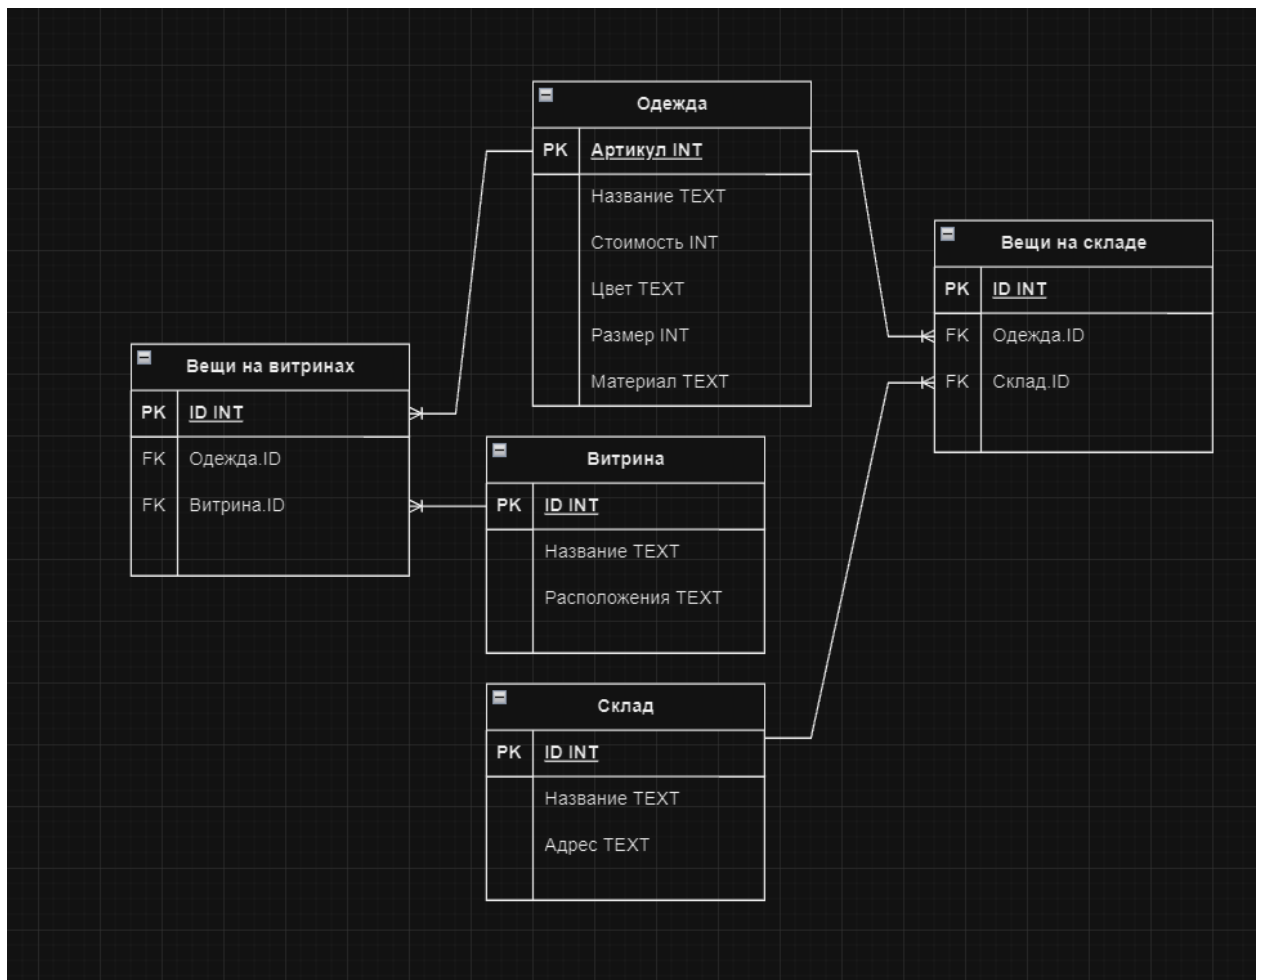 Одежда
PK Артикул INT
Название TEXT
Стоимость INT
Цвет TEXT
Размер INT
Материал TEXT
Вещи на складе
PK ID INT
FK Одежда.ID
FK Склад.ID
Вещи на витринах
PK ID INT
FK Одежда.ID
FK Витрина.ID
Витрина
PK ID INT
Название TEXT
Расположения TEXT
Склад
PK ID INT
Название TEXT
Адрес TEXT